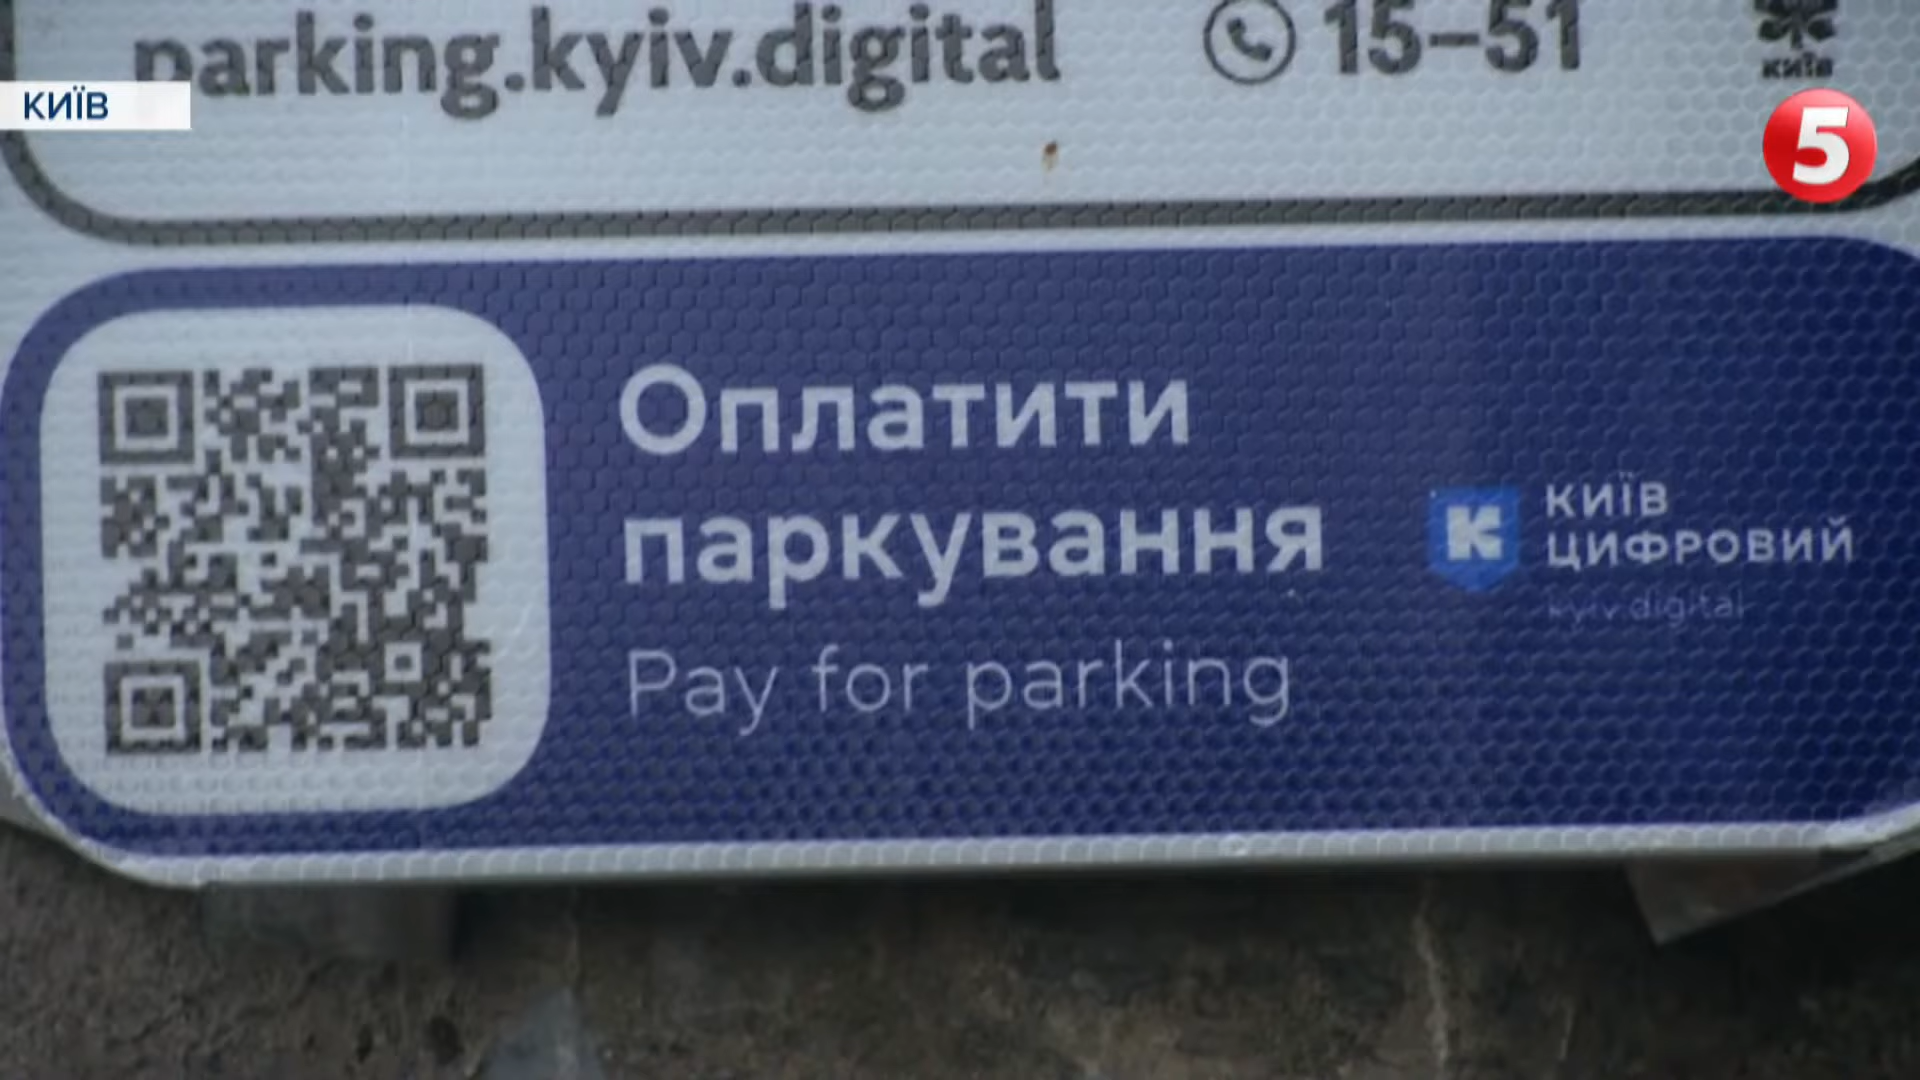 parking.kyiv.digital
15–51
КИЇВ
КИЇВ
5
Оплатити
паркування
Pay for parking
КИЇВ
ЦИФРОВИЙ
kyiv.digital